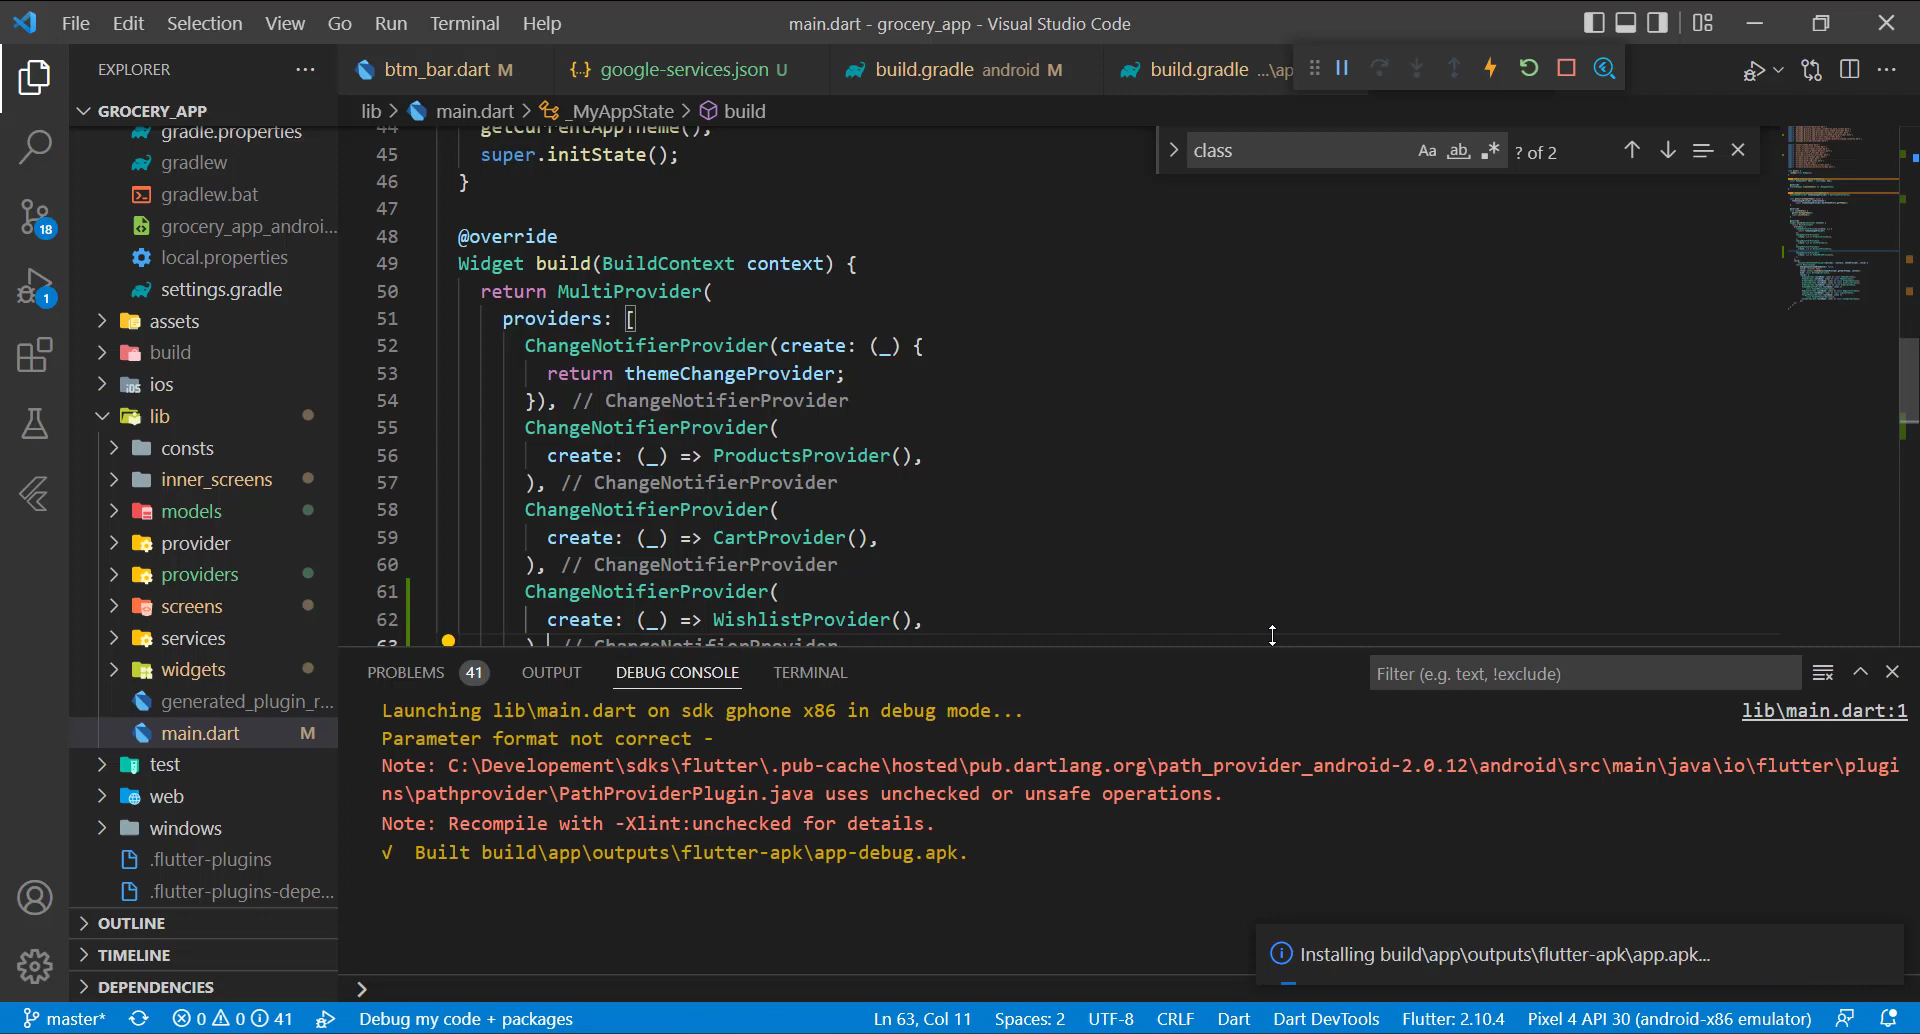 File Edit Selection View Go Run Terminal Help
main.dart - grocery_app - Visual Studio Code
EXPLORER
btm_bar.dart M
google-services.json U
build.gradle android M
build.gradle ...\ap
GROCERY_APP
lib > main.dart > _MyAppState > build
gradle.properties
gradlew
gradlew.bat
grocery_app_androi...
local.properties
settings.gradle
assets
build
ios
lib
consts
inner_screens
models
provider
providers
screens
services
widgets
generated_plugin_r...
main.dart M
test
web
windows
.flutter-plugins
.flutter-plugins-depe...
OUTLINE
TIMELINE
DEPENDENCIES
18
1
class
Aa ab .* ? of 2
44 getCurrentAppTheme();
45 super.initState();
46 }
47
48 @override
49 Widget build(BuildContext context) {
50 return MultiProvider(
51 providers: [
52 ChangeNotifierProvider(create: (_) {
53 return themeChangeProvider;
54 }), // ChangeNotifierProvider
55 ChangeNotifierProvider(
56 create: (_) => ProductsProvider(),
57 ), // ChangeNotifierProvider
58 ChangeNotifierProvider(
59 create: (_) => CartProvider(),
60 ), // ChangeNotifierProvider
61 ChangeNotifierProvider(
62 create: (_) => WishlistProvider(),
63 ), // ChangeNotifierProvider
PROBLEMS 41 OUTPUT DEBUG CONSOLE TERMINAL
Filter (e.g. text, !exclude)
Launching lib\main.dart on sdk gphone x86 in debug mode...
lib\main.dart:1
Parameter format not correct -
Note: C:\Developement\sdks\flutter\.pub-cache\hosted\pub.dartlang.org\path_provider_android-2.0.12\android\src\main\java\io\flutter\plugi
ns\pathprovider\PathProviderPlugin.java uses unchecked or unsafe operations.
Note: Recompile with -Xlint:unchecked for details.
√ Built build\app\outputs\flutter-apk\app-debug.apk.
Installing build\app\outputs\flutter-apk\app.apk...
master* 0 0 41 Debug my code + packages Ln 63, Col 11 Spaces: 2 UTF-8 CRLF Dart Dart DevTools Flutter: 2.10.4 Pixel 4 API 30 (android-x86 emulator)